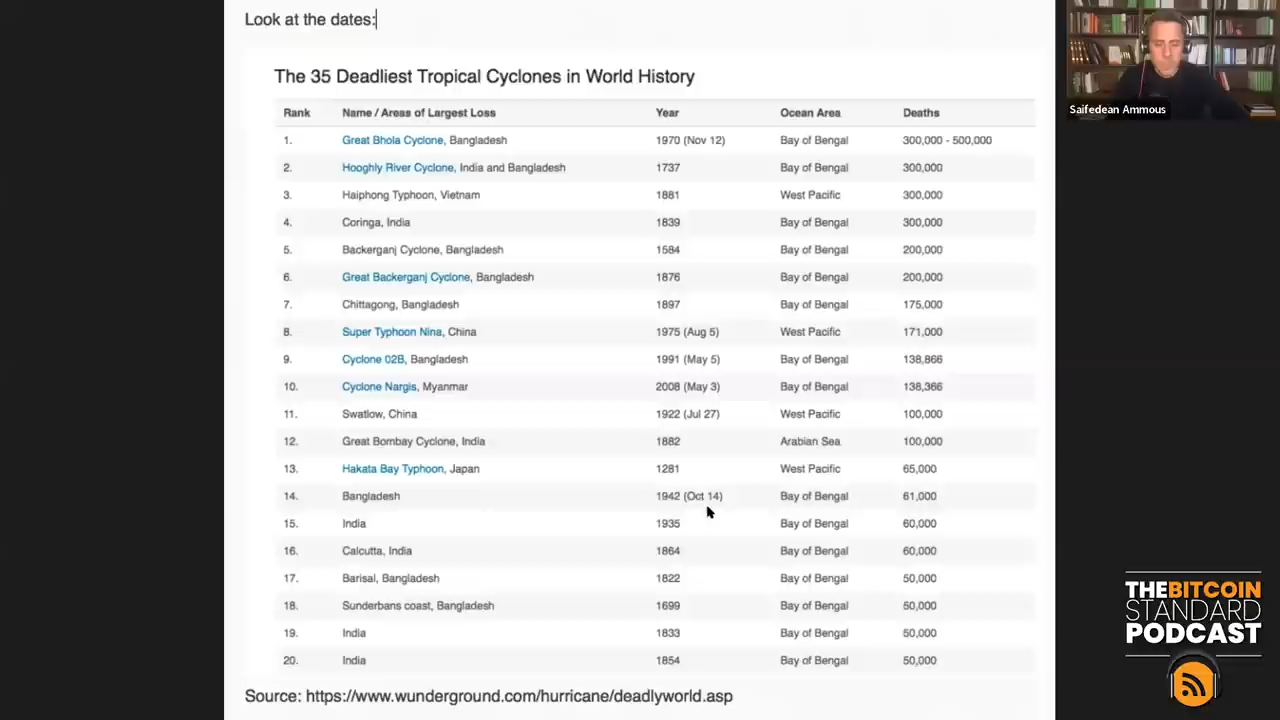 Look at the dates:
The 35 Deadliest Tropical Cyclones in World History
Rank Name / Areas of Largest Loss Year Ocean Area Deaths
1. Great Bhola Cyclone, Bangladesh 1970 (Nov 12) Bay of Bengal 300,000 - 500,000
2. Hooghly River Cyclone, India and Bangladesh 1737 Bay of Bengal 300,000
3. Haiphong Typhoon, Vietnam 1881 West Pacific 300,000
4. Coringa, India 1839 Bay of Bengal 300,000
5. Backerganj Cyclone, Bangladesh 1584 Bay of Bengal 200,000
6. Great Backerganj Cyclone, Bangladesh 1876 Bay of Bengal 200,000
7. Chittagong, Bangladesh 1897 Bay of Bengal 175,000
8. Super Typhoon Nina, China 1975 (Aug 5) West Pacific 171,000
9. Cyclone 02B, Bangladesh 1991 (May 5) Bay of Bengal 138,866
10. Cyclone Nargis, Myanmar 2008 (May 3) Bay of Bengal 138,366
11. Swatlow, China 1922 (Jul 27) West Pacific 100,000
12. Great Bombay Cyclone, India 1882 Arabian Sea 100,000
13. Hakata Bay Typhoon, Japan 1281 West Pacific 65,000
14. Bangladesh 1942 (Oct 14) Bay of Bengal 61,000
15. India 1935 Bay of Bengal 60,000
16. Calcutta, India 1864 Bay of Bengal 60,000
17. Barisal, Bangladesh 1822 Bay of Bengal 50,000
18. Sunderbans coast, Bangladesh 1699 Bay of Bengal 50,000
19. India 1833 Bay of Bengal 50,000
20. India 1854 Bay of Bengal 50,000
Source: https://www.wunderground.com/hurricane/deadlyworld.asp
Saifedean Ammous
THEBITCOIN
STANDARD
PODCAST